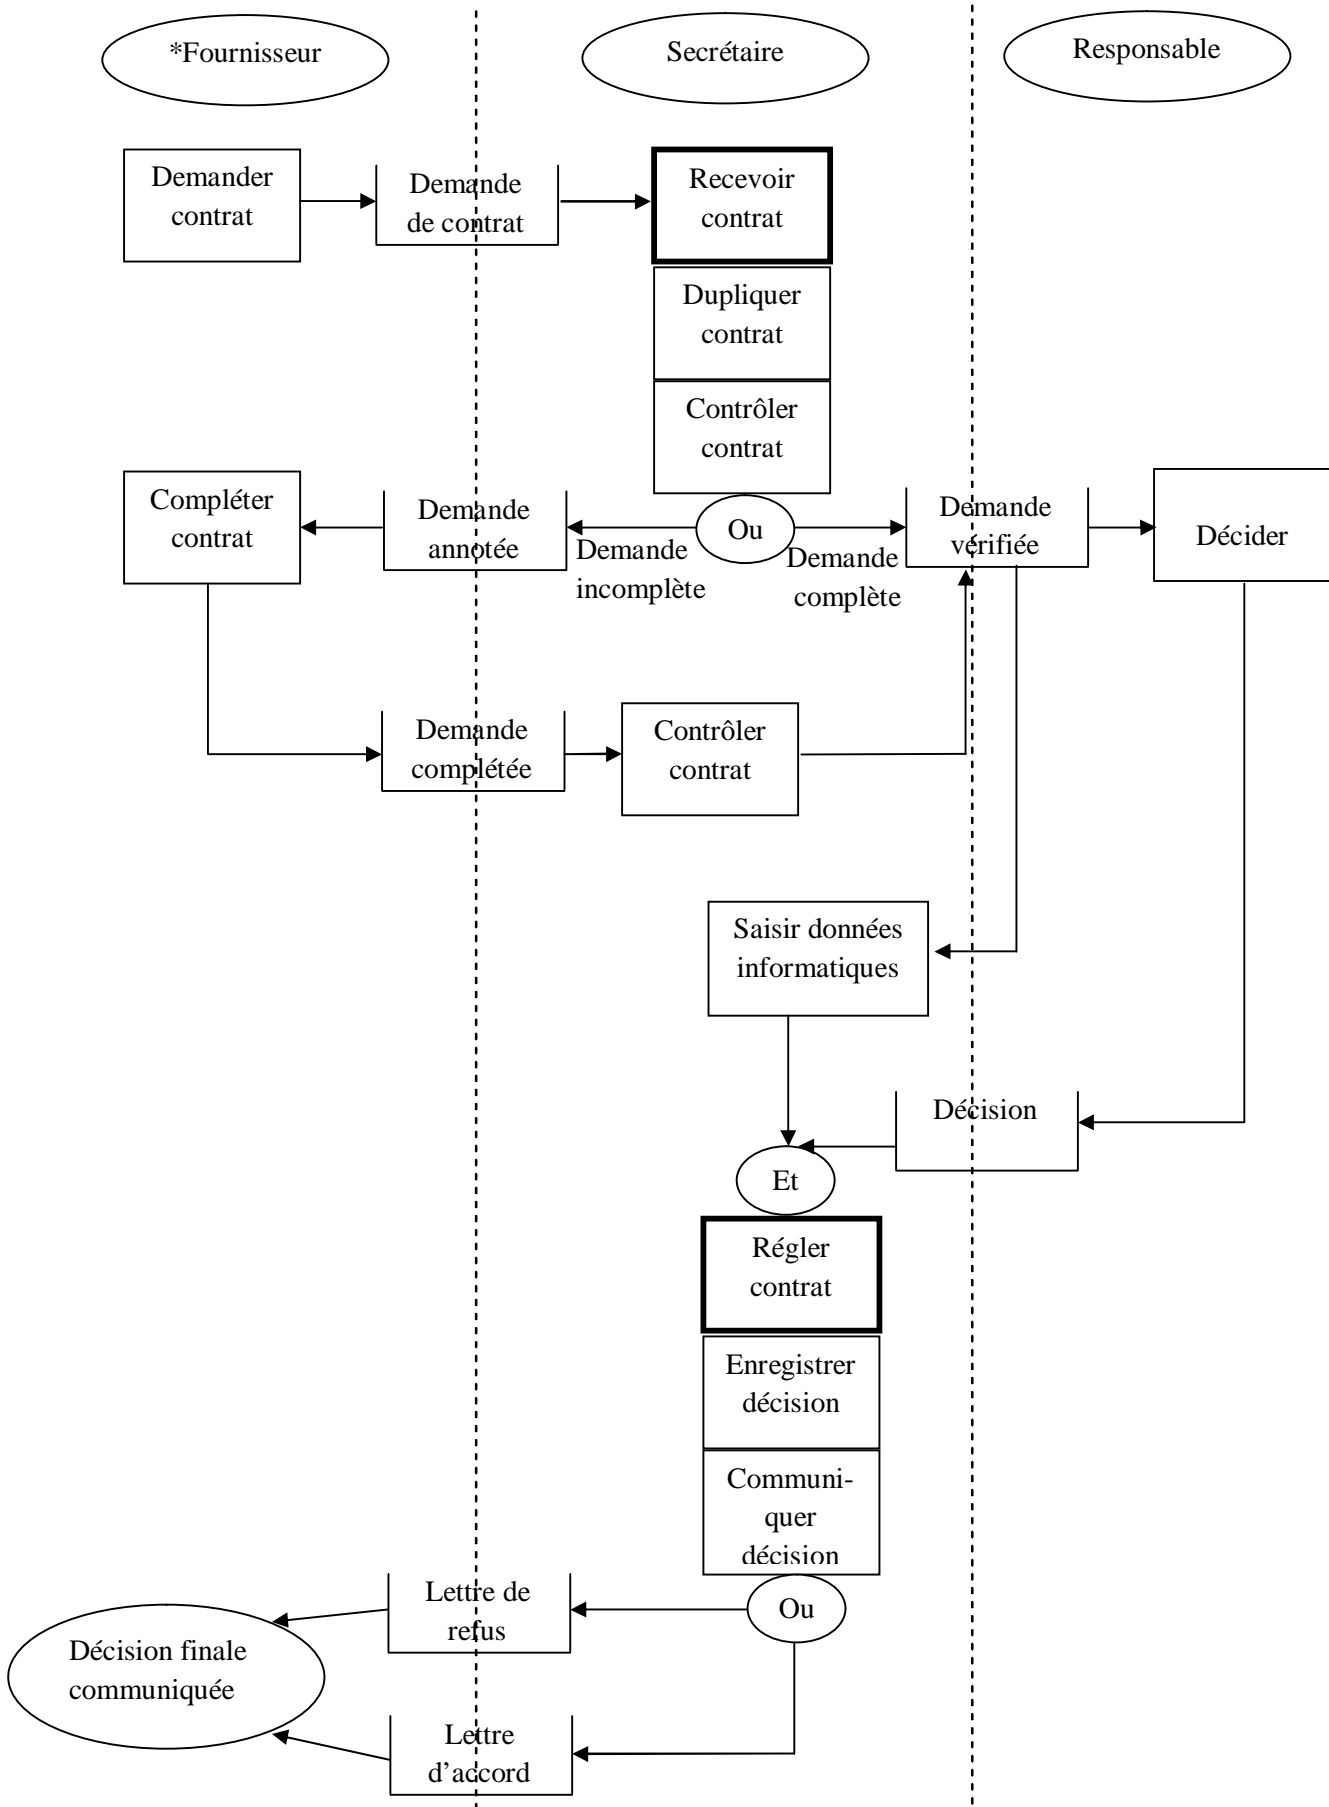 *Fournisseur
Secrétaire
Responsable
Demander
contrat
Demande
de contrat
Recevoir
contrat
Dupliquer
contrat
Contrôler
contrat
Compléter
contrat
Demande
annotée
Demande
incomplète
Ou
Demande
complète
Demande
vérifiée
Décider
Demande
complétée
Contrôler
contrat
Saisir données
informatiques
Décision
Et
Régler
contrat
Enregistrer
décision
Communi-
quer
décision
Ou
Lettre de
refus
Décision finale
communiquée
Lettre
d’accord